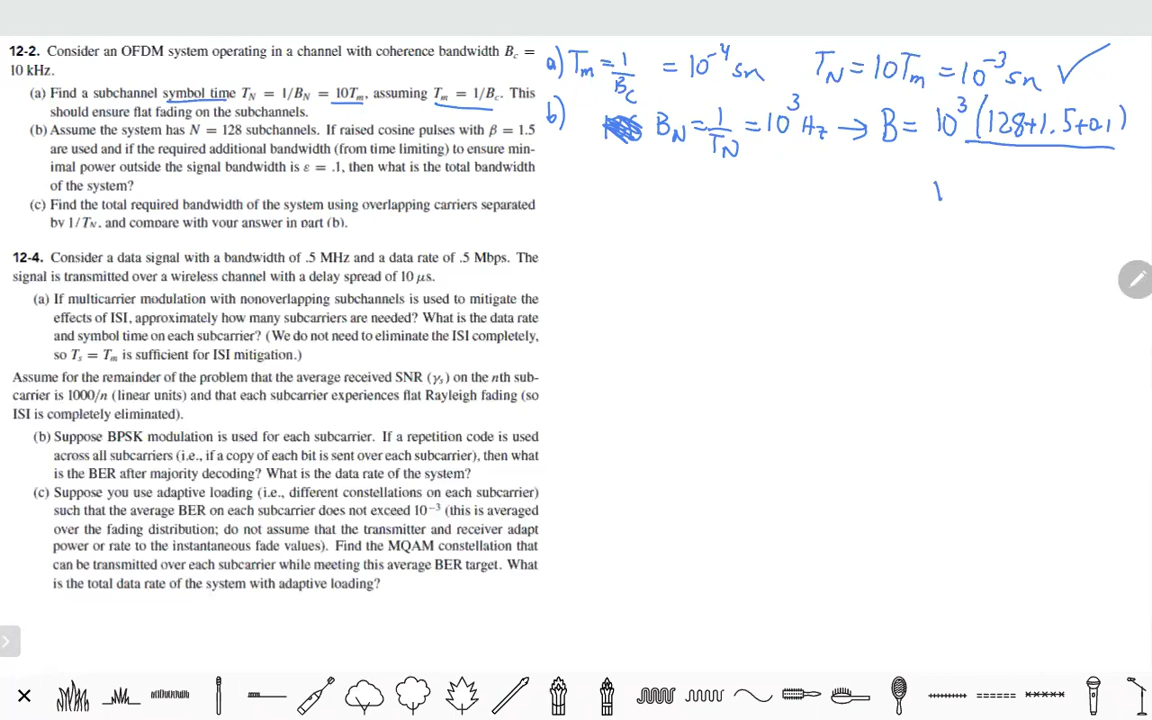 12-2. Consider an OFDM system operating in a channel with coherence bandwidth B_c =
10 kHz.
(a) Find a subchannel symbol time T_N = 1/B_N = 10T_m, assuming T_m = 1/B_c. This
should ensure flat fading on the subchannels.
(b) Assume the system has N = 128 subchannels. If raised cosine pulses with β = 1.5
are used and if the required additional bandwidth (from time limiting) to ensure min-
imal power outside the signal bandwidth is ε = .1, then what is the total bandwidth
of the system?
(c) Find the total required bandwidth of the system using overlapping carriers separated
by 1/T_N, and compare with your answer in part (b).
12-4. Consider a data signal with a bandwidth of .5 MHz and a data rate of .5 Mbps. The
signal is transmitted over a wireless channel with a delay spread of 10 μs.
(a) If multicarrier modulation with nonoverlapping subchannels is used to mitigate the
effects of ISI, approximately how many subcarriers are needed? What is the data rate
and symbol time on each subcarrier? (We do not need to eliminate the ISI completely,
so T_s = T_m is sufficient for ISI mitigation.)
Assume for the remainder of the problem that the average received SNR (γ_s) on the nth sub-
carrier is 1000/n (linear units) and that each subcarrier experiences flat Rayleigh fading (so
ISI is completely eliminated).
(b) Suppose BPSK modulation is used for each subcarrier. If a repetition code is used
across all subcarriers (i.e., if a copy of each bit is sent over each subcarrier), then what
is the BER after majority decoding? What is the data rate of the system?
(c) Suppose you use adaptive loading (i.e., different constellations on each subcarrier)
such that the average BER on each subcarrier does not exceed 10⁻³ (this is averaged
over the fading distribution; do not assume that the transmitter and receiver adapt
power or rate to the instantaneous fade values). Find the MQAM constellation that
can be transmitted over each subcarrier while meeting this average BER target. What
is the total data rate of the system with adaptive loading?
a) T_m = 1/B_C = 10⁻⁴ sn T_N = 10T_m = 10⁻³ sn ✓
b) B_N = 1/T_N = 10³ Hz → B = 10³ (128+1.5+0.1)